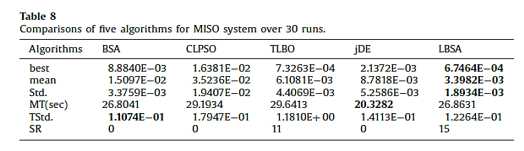 Table 8
Comparisons of five algorithms for MISO system over 30 runs.
Algorithms BSA CLPSO TLBO jDE LBSA
best 8.8840E−03 1.6381E−02 7.3263E−04 2.1372E−03 6.7464E−04
mean 1.5097E−02 3.5236E−02 6.1081E−03 8.7818E−03 3.3982E−03
Std. 3.3759E−03 1.9407E−02 4.4069E−03 5.2586E−03 1.8934E−03
MT(sec) 26.8041 29.1934 29.6413 20.3282 26.8631
TStd. 1.1074E−01 1.7947E−01 1.1810E+00 1.4113E−01 1.2264E−01
SR 0 0 11 0 15